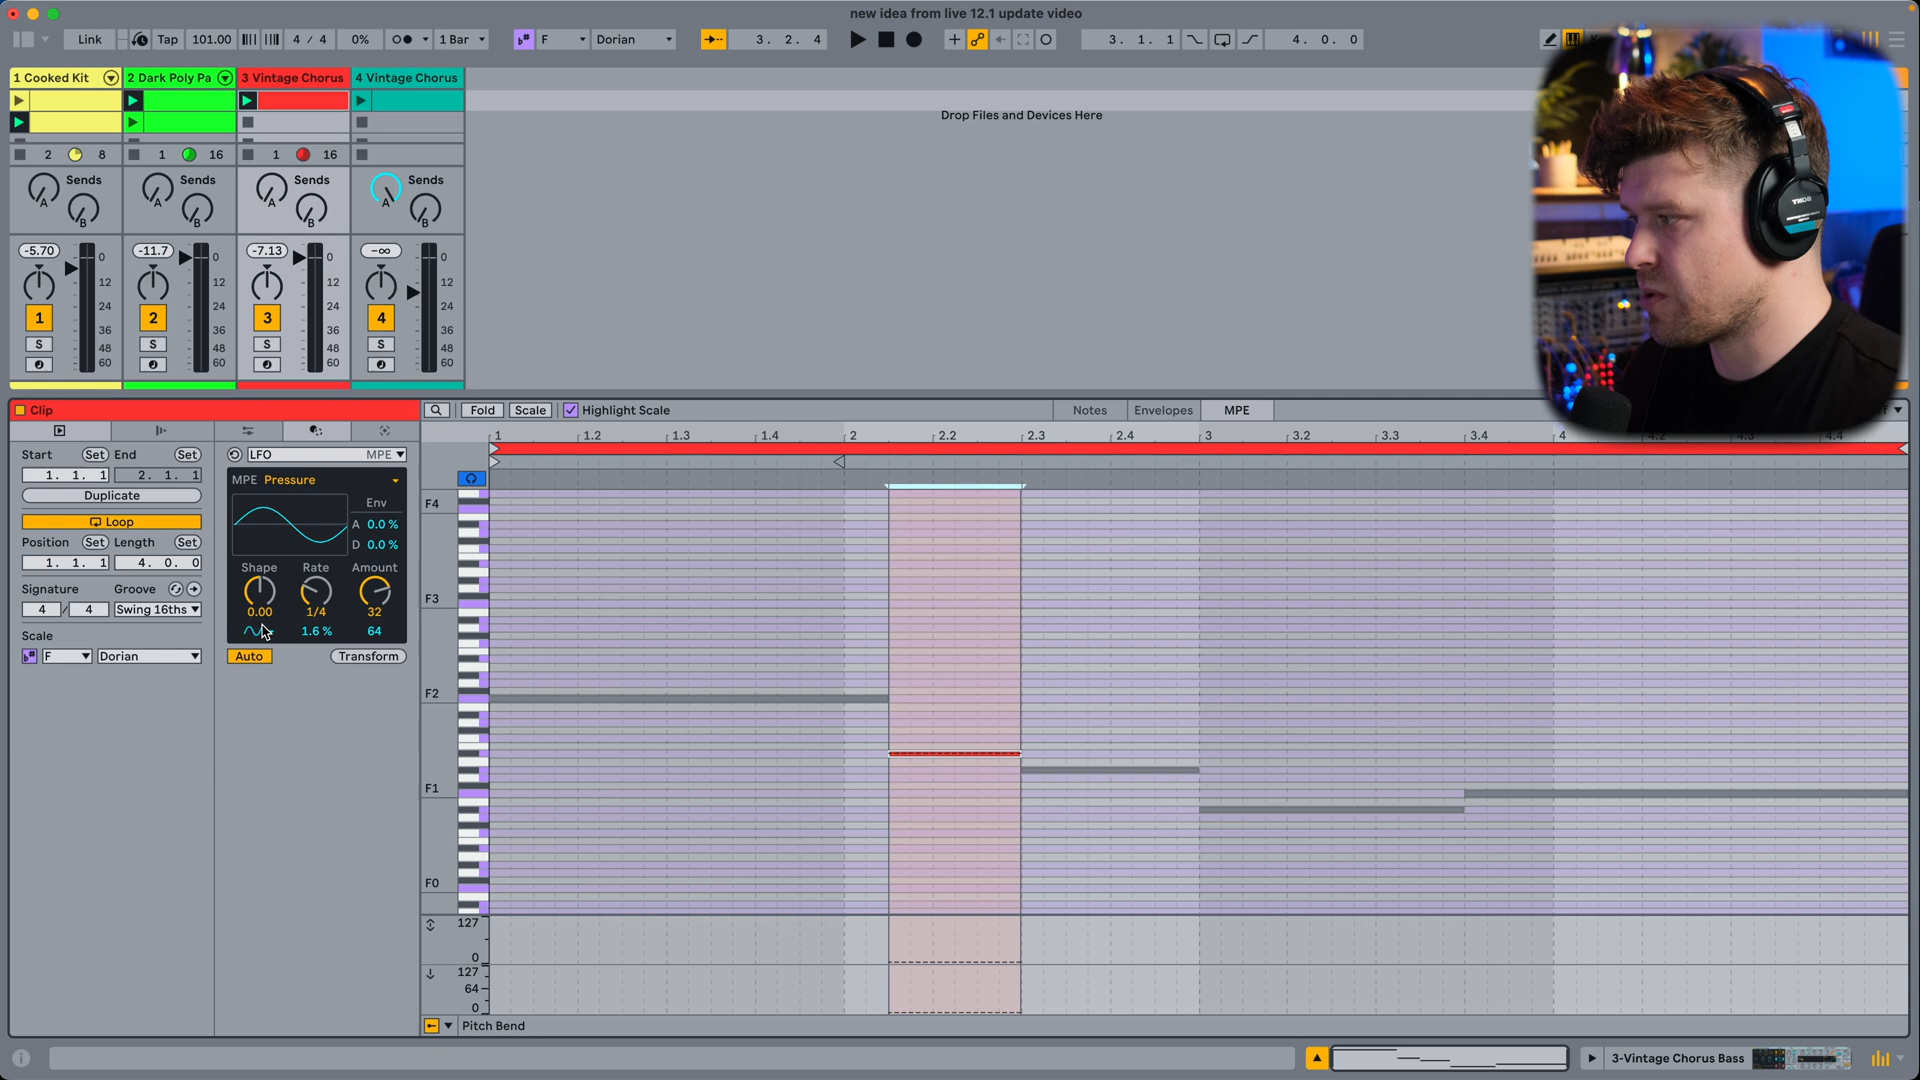 new idea from live 12.1 update video
Link Tap 101.00 4 / 4 0% 1 Bar F Dorian 3. 2. 4 3. 1. 1 4. 0. 0
1 Cooked Kit 2 Dark Poly Pa 3 Vintage Chorus 4 Vintage Chorus
Drop Files and Devices Here
2 8 1 16 1 16
Sends Sends Sends Sends
A B A B A B A B
-5.70 0 -11.7 0 -7.13 0 -∞ 0
12 12 12 12
24 24 24 24
1 2 3 4
36 36 36 36
S S S S
48 48 48 48
60 60 60 60
Clip Fold Scale Highlight Scale Notes Envelopes MPE
1 1.2 1.3 1.4 2 2.2 2.3 2.4 3 3.2 3.3 3.4 4 4.2 4.3 4.4
Start Set End Set
1. 1. 1 2. 1. 1
Duplicate
Loop
Position Set Length Set
1. 1. 1 4. 0. 0
Signature Groove
4 / 4 Swing 16ths
Scale
F Dorian
LFO MPE
MPE Pressure
Env
A 0.0 %
D 0.0 %
Shape Rate Amount
0.00 1/4 32
1.6 % 64
Auto Transform
F4
F3
F2
F1
F0
127
0
127
64
0
Pitch Bend
3-Vintage Chorus Bass
SONY